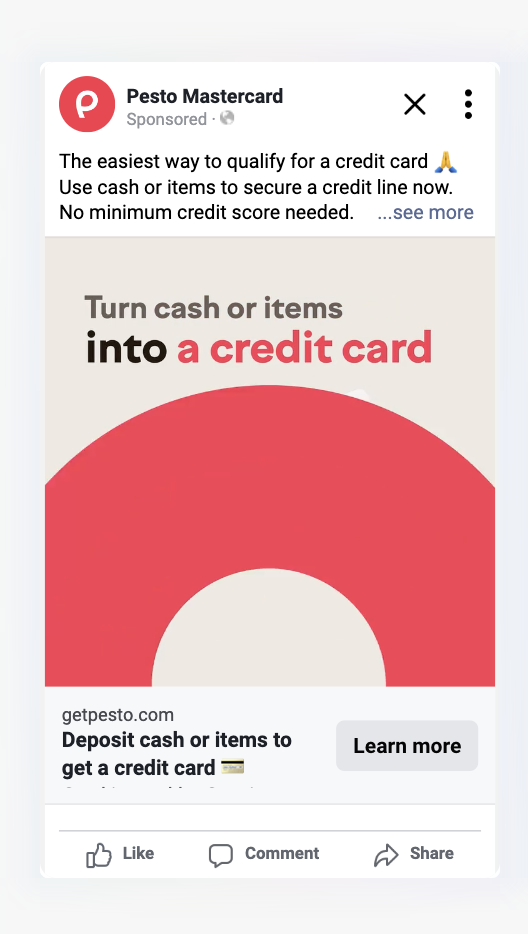 Pesto Mastercard
Sponsored ·
The easiest way to qualify for a credit card 🙏
Use cash or items to secure a credit line now.
No minimum credit score needed. ...see more
Turn cash or items
into a credit card
getpesto.com
Deposit cash or items to
get a credit card 💳
Learn more
Like
Comment
Share